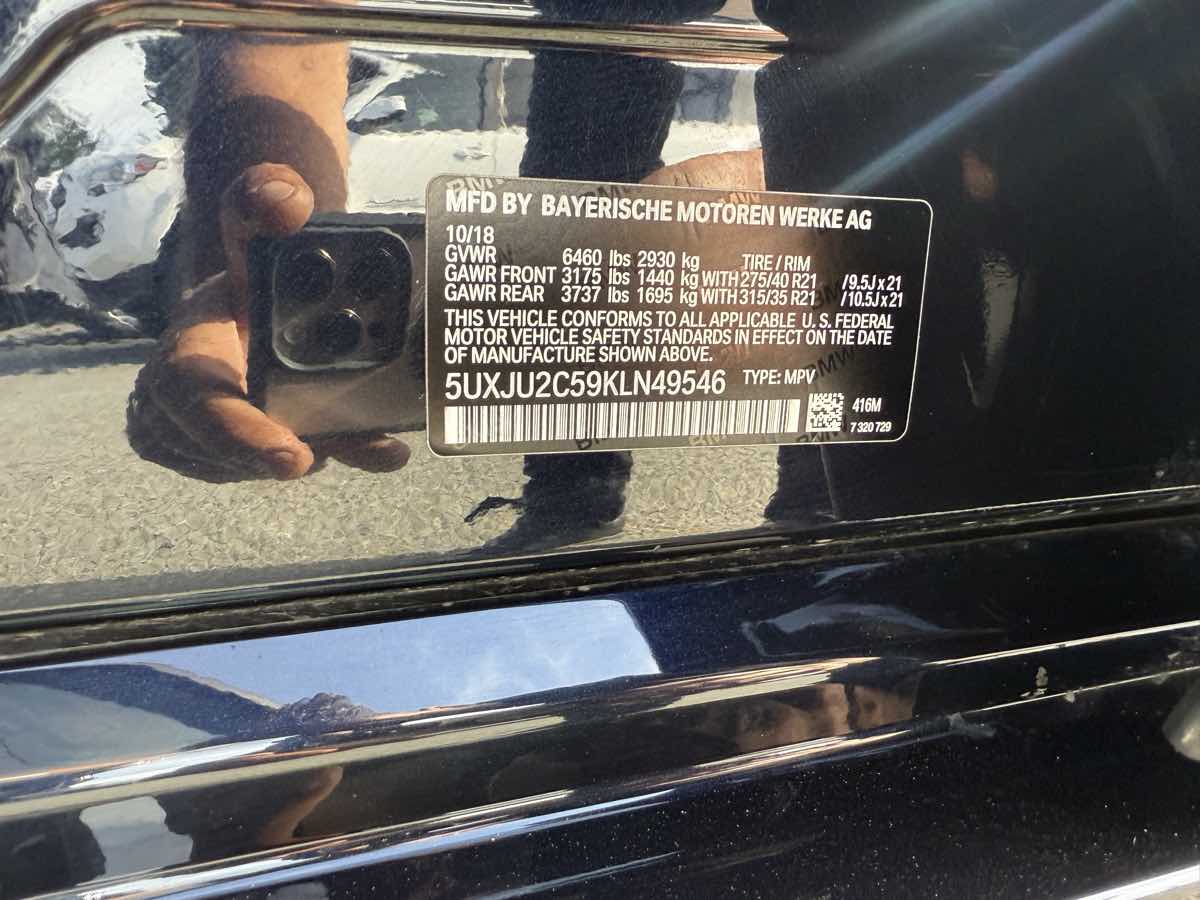 MFD BY BAYERISCHE MOTOREN WERKE AG
10/18
GVWR 6460 lbs 2930 kg TIRE / RIM
GAWR FRONT 3175 lbs 1440 kg WITH 275/40 R21 /9.5J x 21
GAWR REAR 3737 lbs 1695 kg WITH 315/35 R21 /10.5J x 21
THIS VEHICLE CONFORMS TO ALL APPLICABLE U.S. FEDERAL
MOTOR VEHICLE SAFETY STANDARDS IN EFFECT ON THE DATE
OF MANUFACTURE SHOWN ABOVE.
5UXJU2C59KLN49546 TYPE: MPV
416M
7 320 729